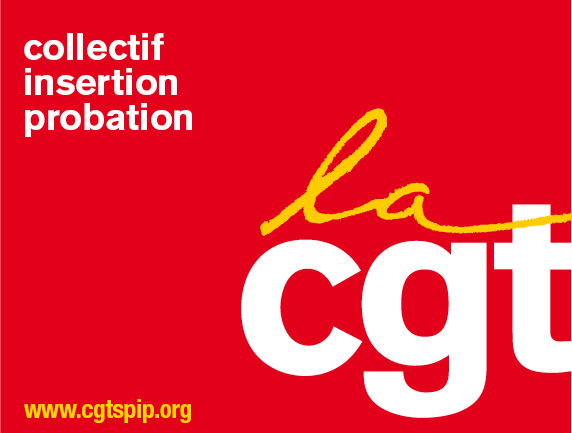 collectif
insertion
probation
la
cgt
www.cgtspip.org